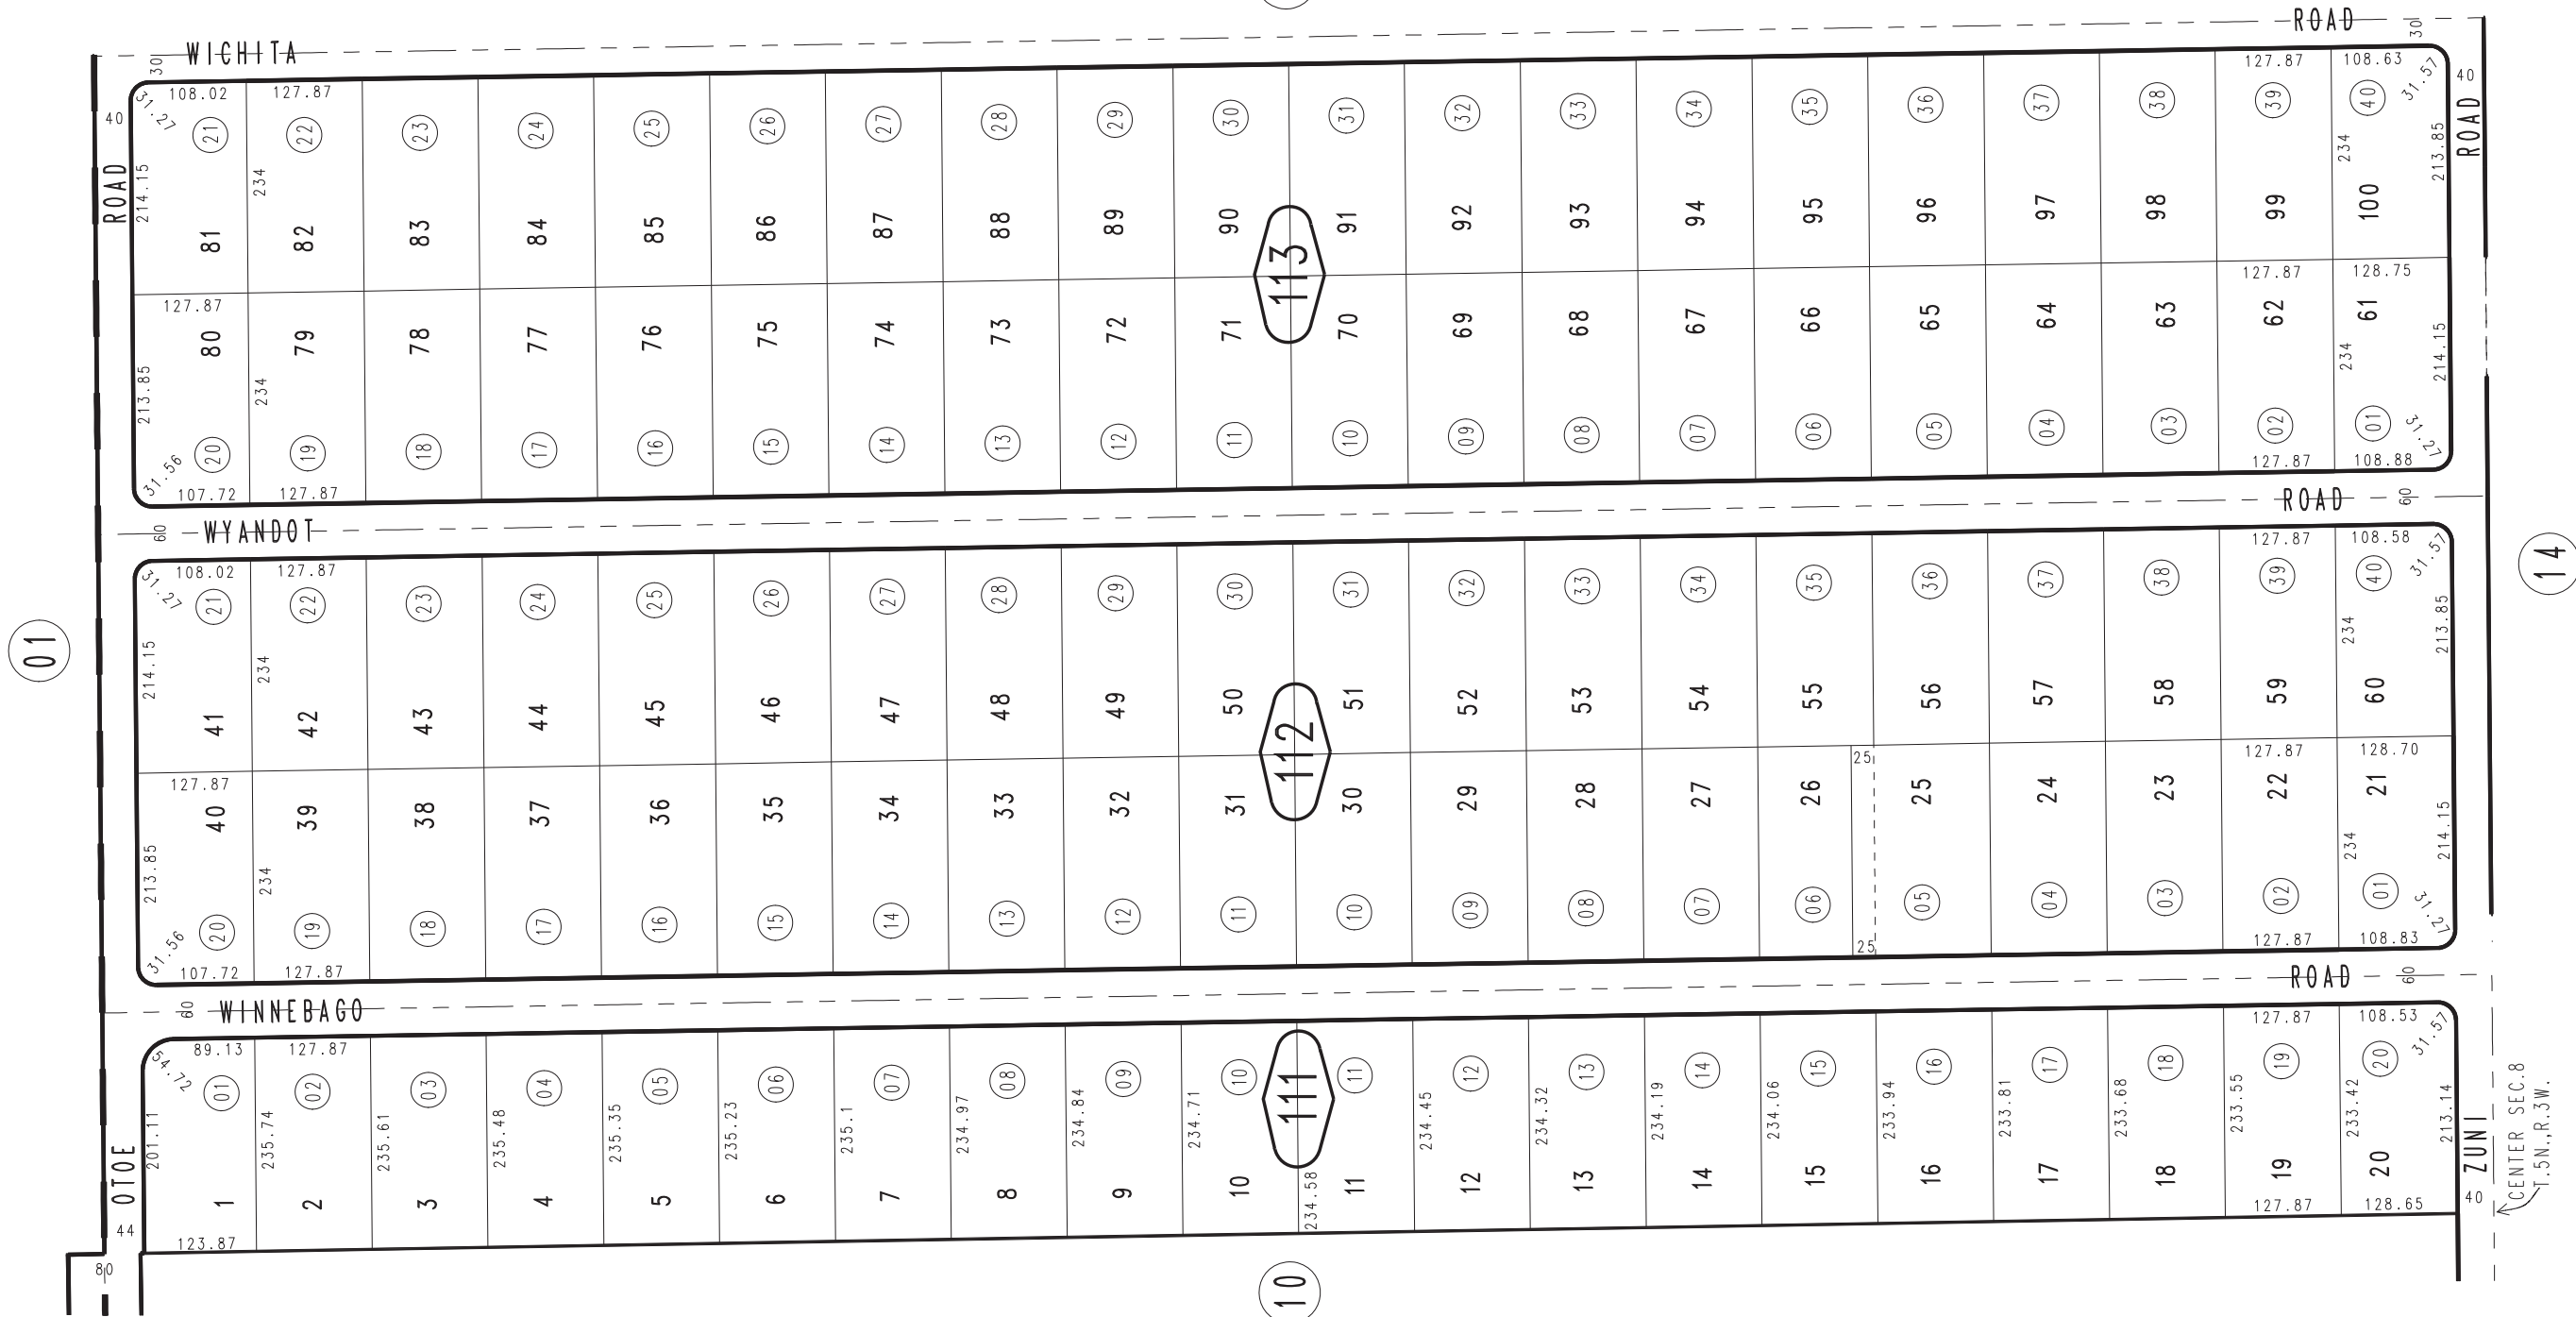 WICHITA ROAD
30 30
31.27 108.02 127.87 127.87 108.63 31.57
40 40
ROAD ROAD
21 22 23 24 25 26 27 28 29 30 31 32 33 34 35 36 37 38 39 40
214.15 234 234 213.85
81 82 83 84 85 86 87 88 89 90 91 92 93 94 95 96 97 98 99 100
113
127.87 127.87 128.75
80 79 78 77 76 75 74 73 72 71 70 69 68 67 66 65 64 63 62 61
213.85 234 234 214.15
20 19 18 17 16 15 14 13 12 11 10 09 08 07 06 05 04 03 02 01
31.56 107.72 127.87 127.87 108.88 31.27
60 WYANDOT ROAD 60
31.27 108.02 127.87 127.87 108.58 31.57
21 22 23 24 25 26 27 28 29 30 31 32 33 34 35 36 37 38 39 40
01 14
214.15 234 234 213.85
41 42 43 44 45 46 47 48 49 50 51 52 53 54 55 56 57 58 59 60
112
127.87 25 127.87 128.70
40 39 38 37 36 35 34 33 32 31 30 29 28 27 26 25 24 23 22 21
213.85 234 234 214.15
20 19 18 17 16 15 14 13 12 11 10 09 08 07 06 05 04 03 02 01
31.56 107.72 127.87 25 127.87 108.83 31.27
60 WINNEBAGO ROAD 60
54.72 89.13 127.87 127.87 108.53 31.57
01 02 03 04 05 06 07 08 09 10 11 12 13 14 15 16 17 18 19 20
111
201.11 235.74 235.61 235.48 235.35 235.23 235.1 234.97 234.84 234.71 234.58 234.45 234.32 234.19 234.06 233.94 233.81 233.68 233.55 233.42 213.14
OTOE ZUNI
1 2 3 4 5 6 7 8 9 10 11 12 13 14 15 16 17 18 19 20
44 123.87 127.87 128.65 40
CENTER SEC.8
T.5N.,R.3W.
80
10